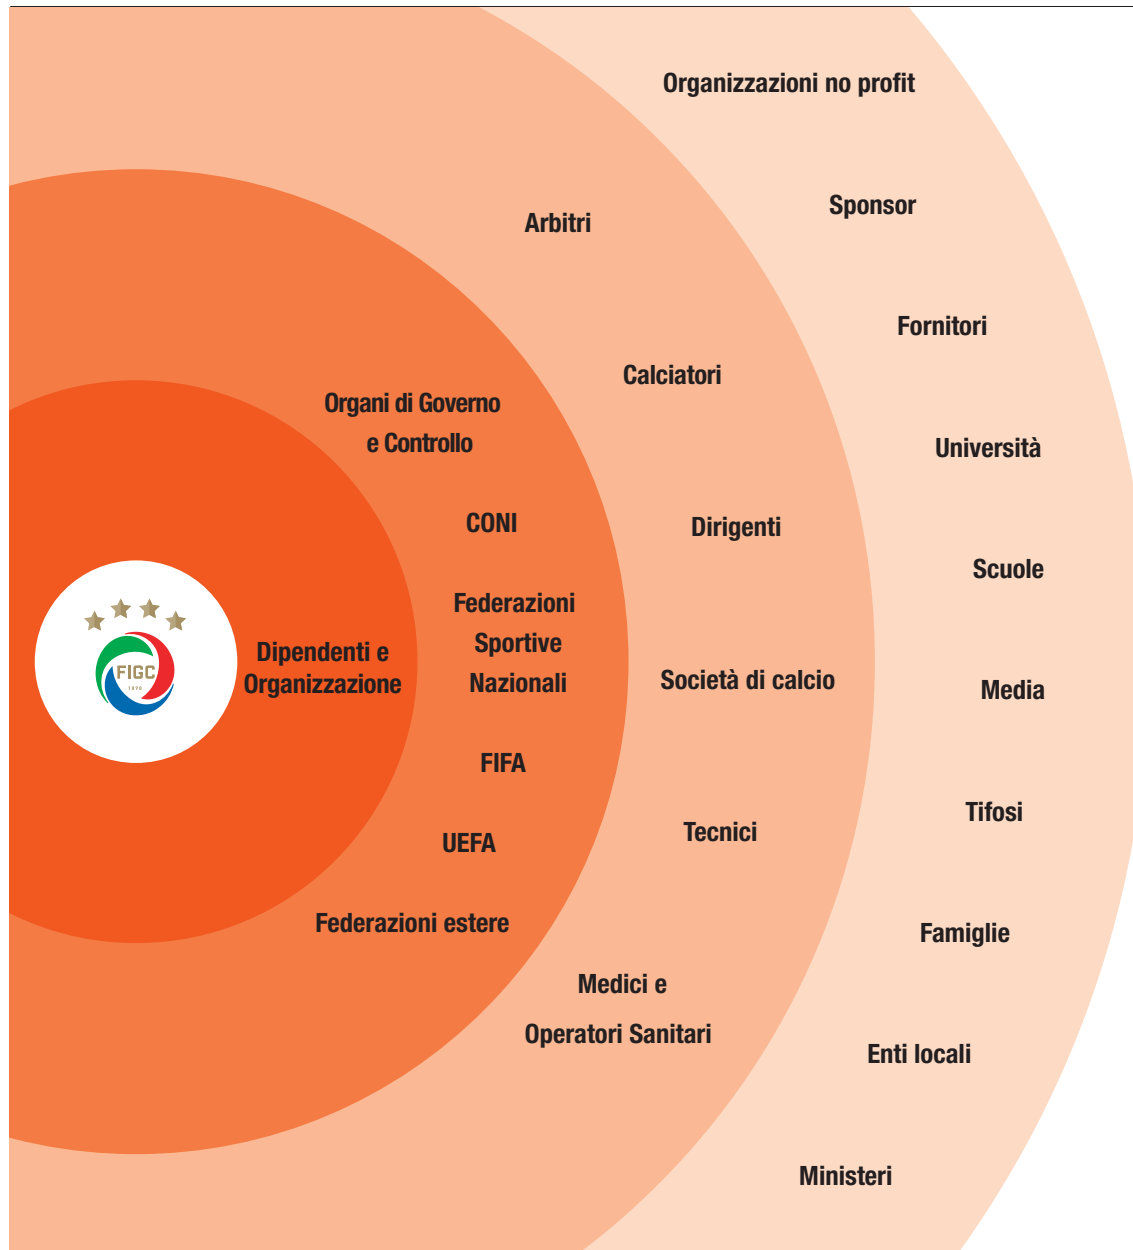 FIGC
1898
Dipendenti e
Organizzazione
Organi di Governo
e Controllo
CONI
Federazioni
Sportive
Nazionali
FIFA
UEFA
Federazioni estere
Arbitri
Calciatori
Dirigenti
Società di calcio
Tecnici
Medici e
Operatori Sanitari
Organizzazioni no profit
Sponsor
Fornitori
Università
Scuole
Media
Tifosi
Famiglie
Enti locali
Ministeri